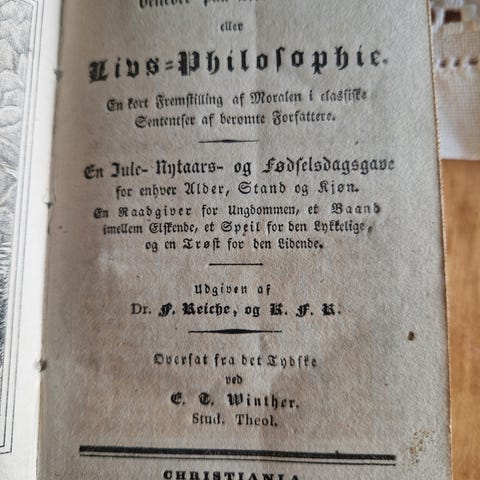 eller
Livs-Philosophie.
En kort Fremstilling af Moralen i classiske
Sententser af berømte Forfattere.
En Jule- Nytaars- og Fødselsdagsgave
for enhver Alder, Stand og Kjøn.
En Raadgiver for Ungdommen, et Baand
imellem Elskende, et Speil for den Lykkelige,
og en Trøst for den Lidende.
Udgiven af
Dr. F. Reiche, og K. F. K.
Oversat fra det Tydske
ved
E. T. Winther.
Stud. Theol.
CHRISTIANIA